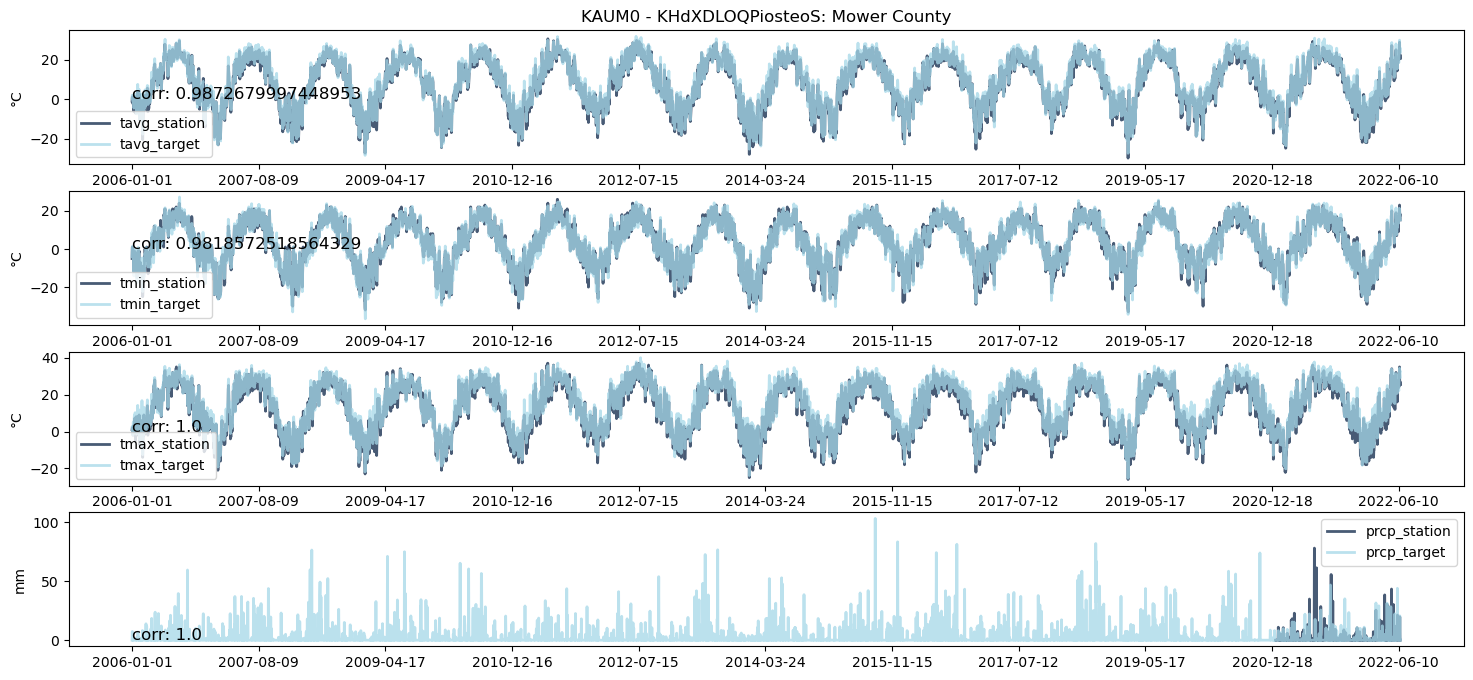 KAUM0 - KHdXDLOQPiosteoS: Mower County
20
0
−20
°C
corr: 0.9872679997448953
tavg_station
tavg_target
2006-01-01 2007-08-09 2009-04-17 2010-12-16 2012-07-15 2014-03-24 2015-11-15 2017-07-12 2019-05-17 2020-12-18 2022-06-10
20
0
−20
°C
corr: 0.9818572518564329
tmin_station
tmin_target
2006-01-01 2007-08-09 2009-04-17 2010-12-16 2012-07-15 2014-03-24 2015-11-15 2017-07-12 2019-05-17 2020-12-18 2022-06-10
40
20
0
−20
°C
corr: 1.0
tmax_station
tmax_target
2006-01-01 2007-08-09 2009-04-17 2010-12-16 2012-07-15 2014-03-24 2015-11-15 2017-07-12 2019-05-17 2020-12-18 2022-06-10
100
50
0
mm
corr: 1.0
prcp_station
prcp_target
2006-01-01 2007-08-09 2009-04-17 2010-12-16 2012-07-15 2014-03-24 2015-11-15 2017-07-12 2019-05-17 2020-12-18 2022-06-10